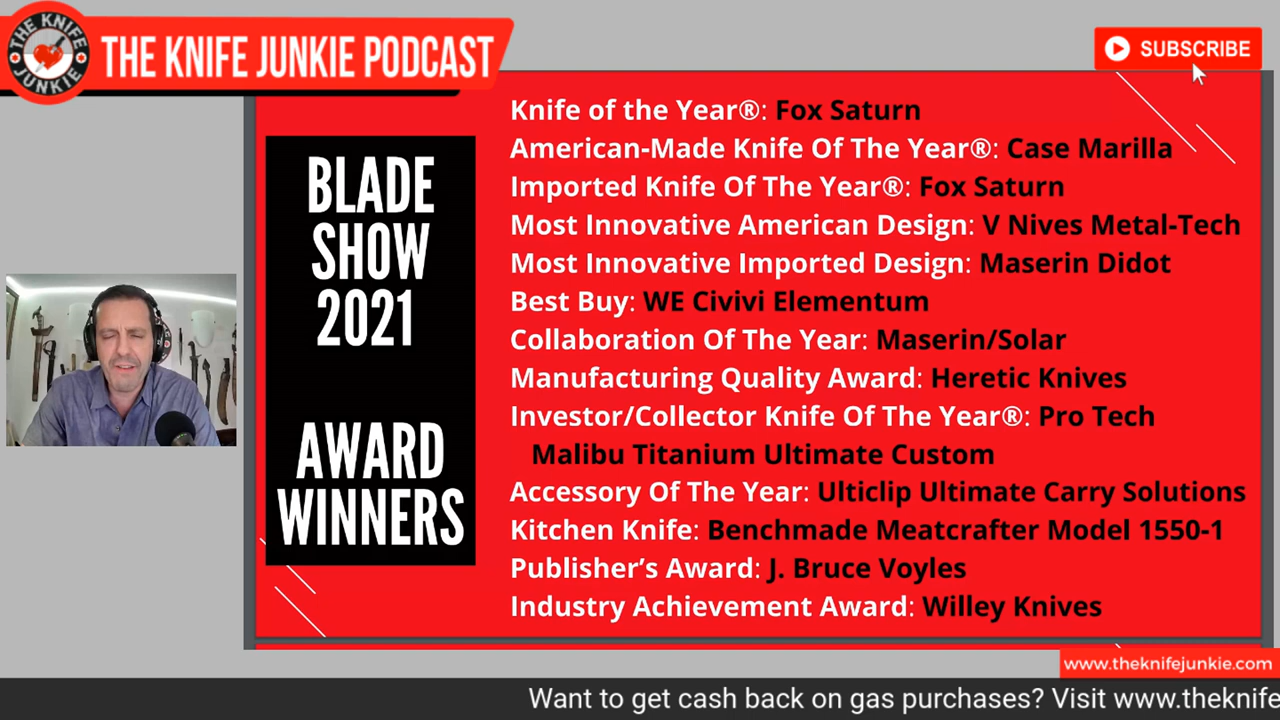 THE KNIFE JUNKIE
THE KNIFE JUNKIE PODCAST
SUBSCRIBE
BLADE
SHOW
2021
AWARD
WINNERS
Knife of the Year®: Fox Saturn
American-Made Knife Of The Year®: Case Marilla
Imported Knife Of The Year®: Fox Saturn
Most Innovative American Design: V Nives Metal-Tech
Most Innovative Imported Design: Maserin Didot
Best Buy: WE Civivi Elementum
Collaboration Of The Year: Maserin/Solar
Manufacturing Quality Award: Heretic Knives
Investor/Collector Knife Of The Year®: Pro Tech
Malibu Titanium Ultimate Custom
Accessory Of The Year: Ulticlip Ultimate Carry Solutions
Kitchen Knife: Benchmade Meatcrafter Model 1550-1
Publisher’s Award: J. Bruce Voyles
Industry Achievement Award: Willey Knives
www.theknifejunkie.com
Want to get cash back on gas purchases? Visit www.theknife